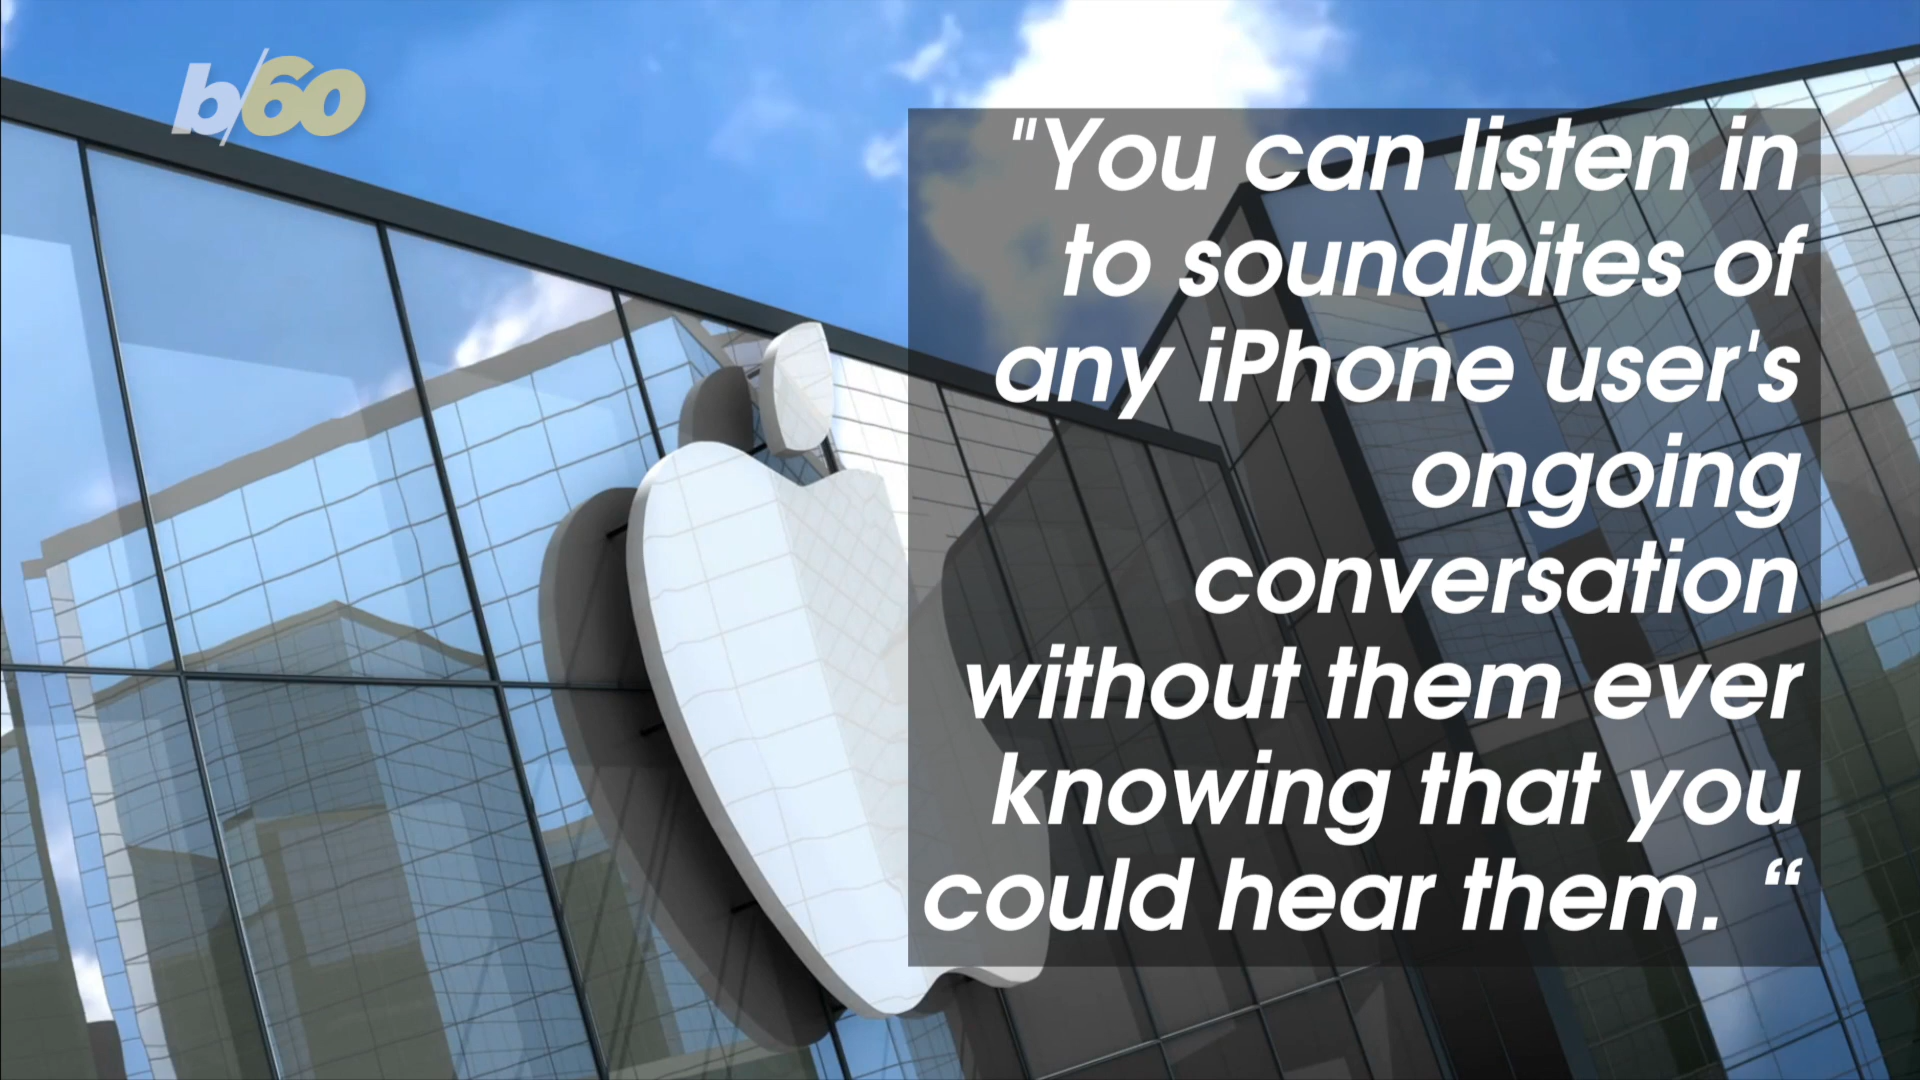 b/60
"You can listen in
to soundbites of
any iPhone user's
ongoing
conversation
without them ever
knowing that you
could hear them. “